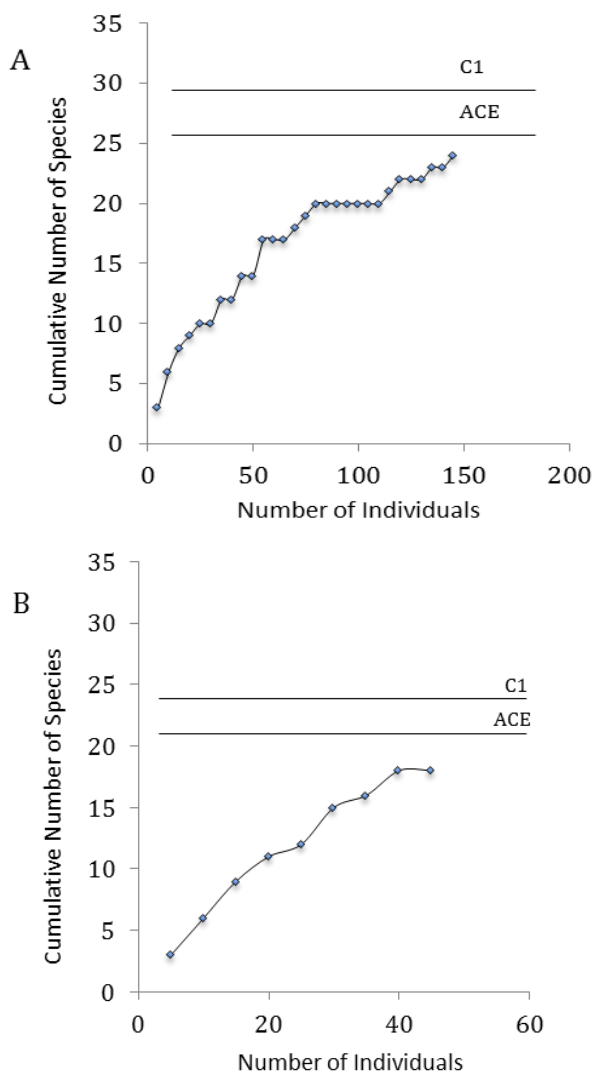 A
35
30
25
20
15
10
5
0
C1
ACE
0 50 100 150 200
Cumulative Number of Species
Number of Individuals
B
35
30
25
20
15
10
5
0
C1
ACE
0 20 40 60
Cumulative Number of Species
Number of Individuals